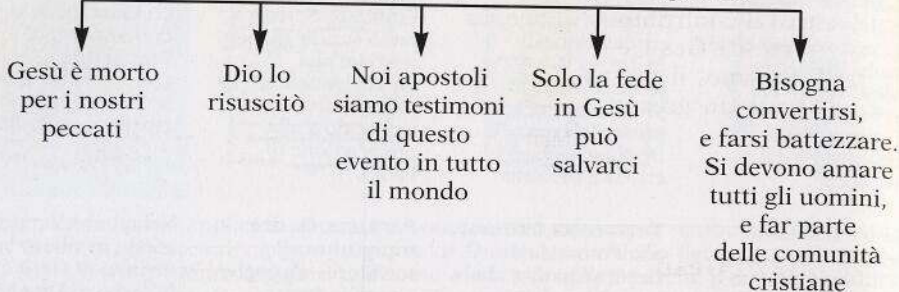 Gesù è morto
per i nostri
peccati
Dio lo
risuscitò
Noi apostoli
siamo testimoni
di questo
evento in tutto
il mondo
Solo la fede
in Gesù
può
salvarci
Bisogna
convertirsi,
e farsi battezzare.
Si devono amare
tutti gli uomini,
e far parte
delle comunità
cristiane